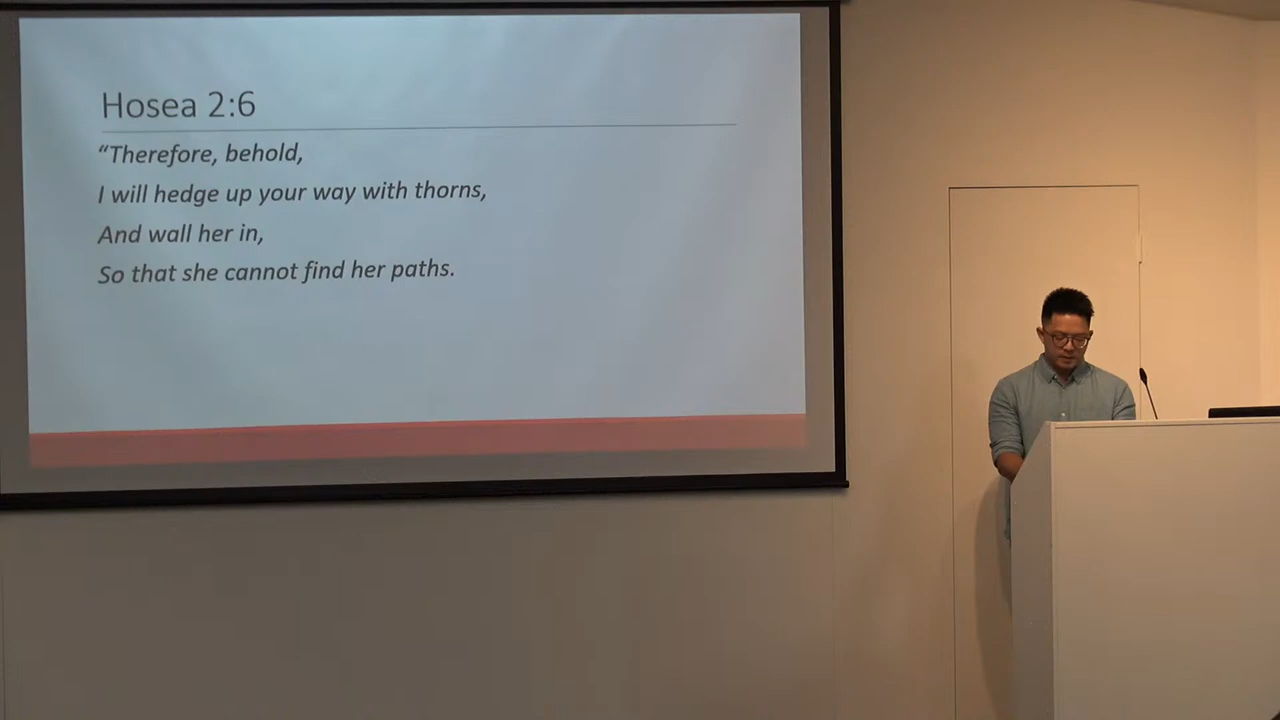 Hosea 2:6
“Therefore, behold,
I will hedge up your way with thorns,
And wall her in,
So that she cannot find her paths.